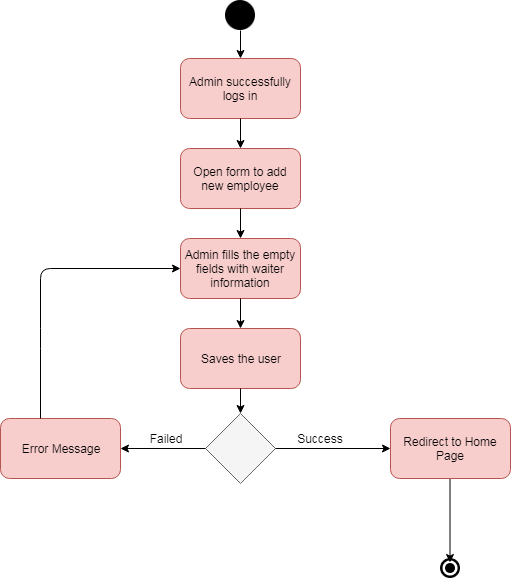 Admin successfully
logs in
Open form to add
new employee
Admin fills the empty
fields with waiter
information
Saves the user
Failed
Success
Error Message
Redirect to Home
Page